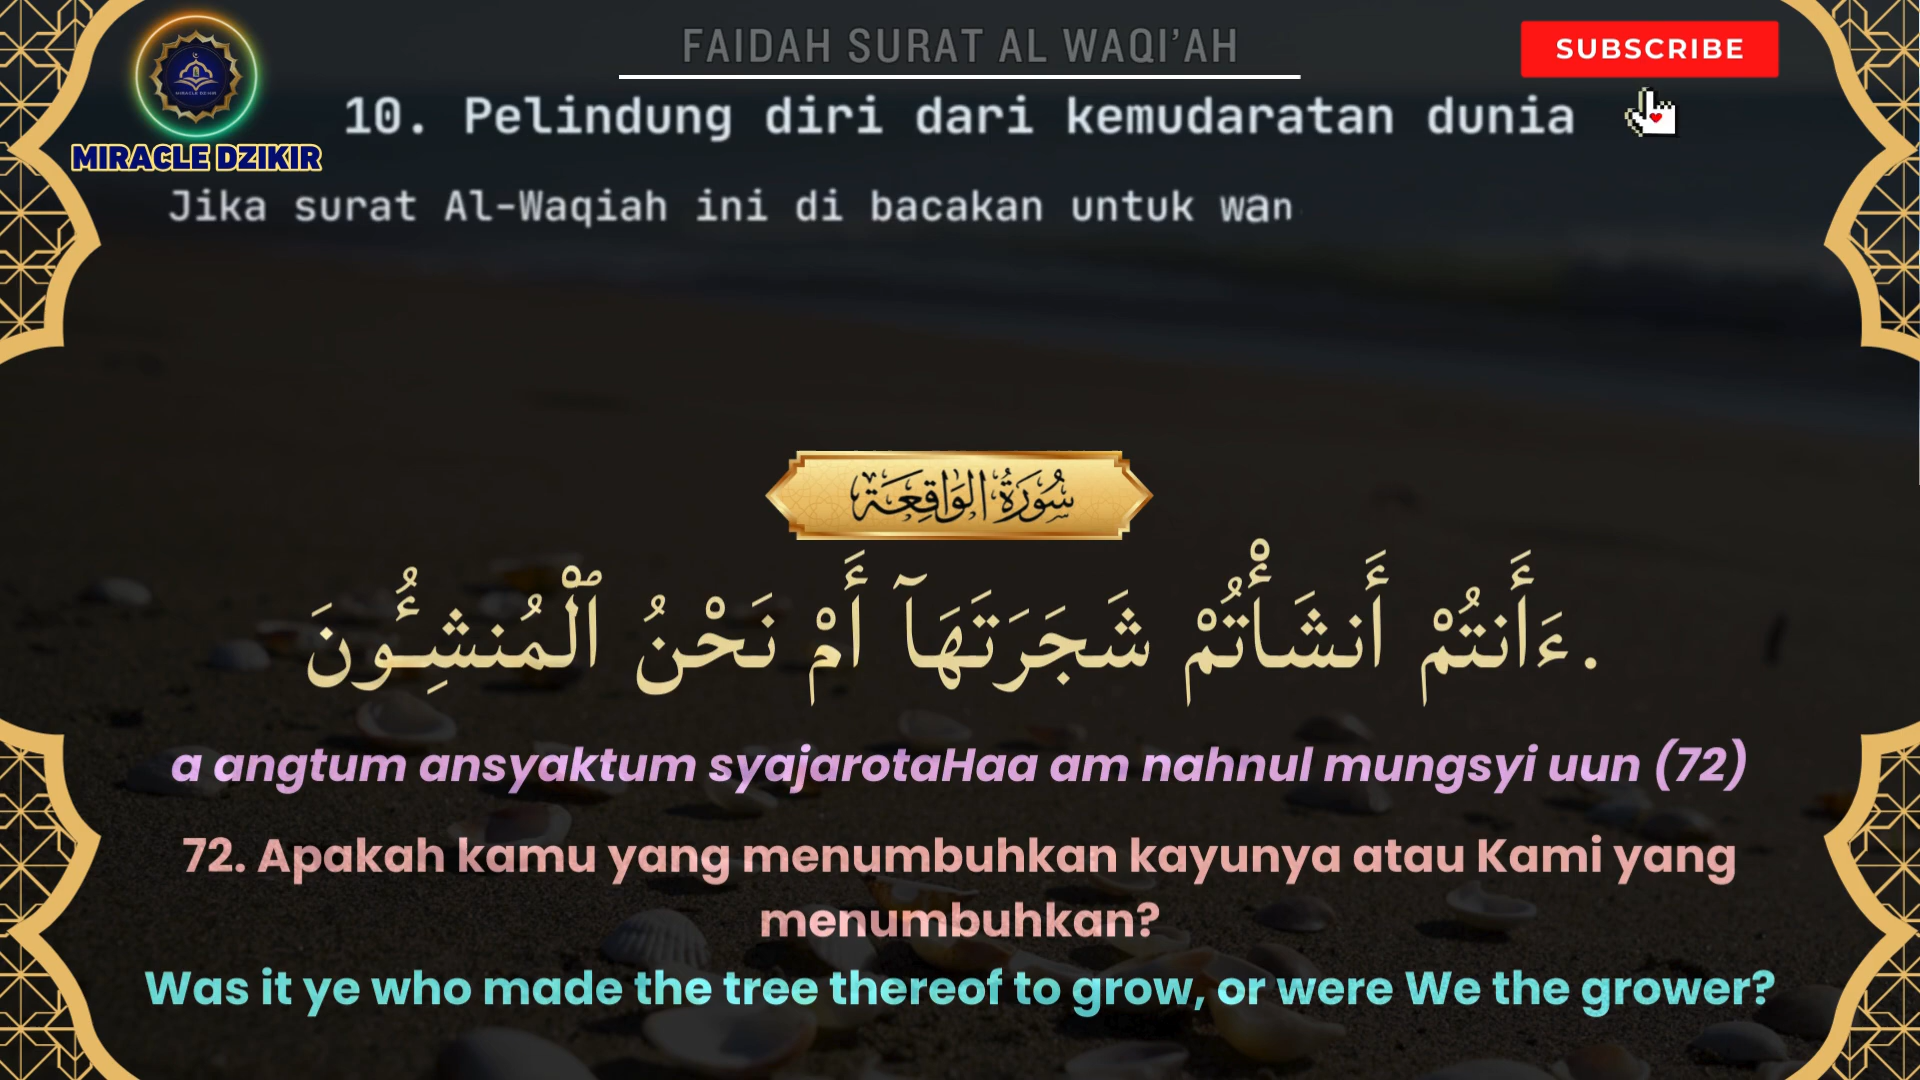 FAIDAH SURAT AL WAQI'AH
SUBSCRIBE
MIRACLE DZIKIR
10. Pelindung diri dari kemudaratan dunia
Jika surat Al-Waqiah ini di bacakan untuk wan
سُوْرَةُ الوَاقِعَة
.ءَأَنتُمْ أَنشَأْتُمْ شَجَرَتَهَآ أَمْ نَحْنُ ٱلْمُنشِـُٔونَ
a angtum ansyaktum syajarotaHaa am nahnul mungsyi uun (72)
72. Apakah kamu yang menumbuhkan kayunya atau Kami yang
menumbuhkan?
Was it ye who made the tree thereof to grow, or were We the grower?